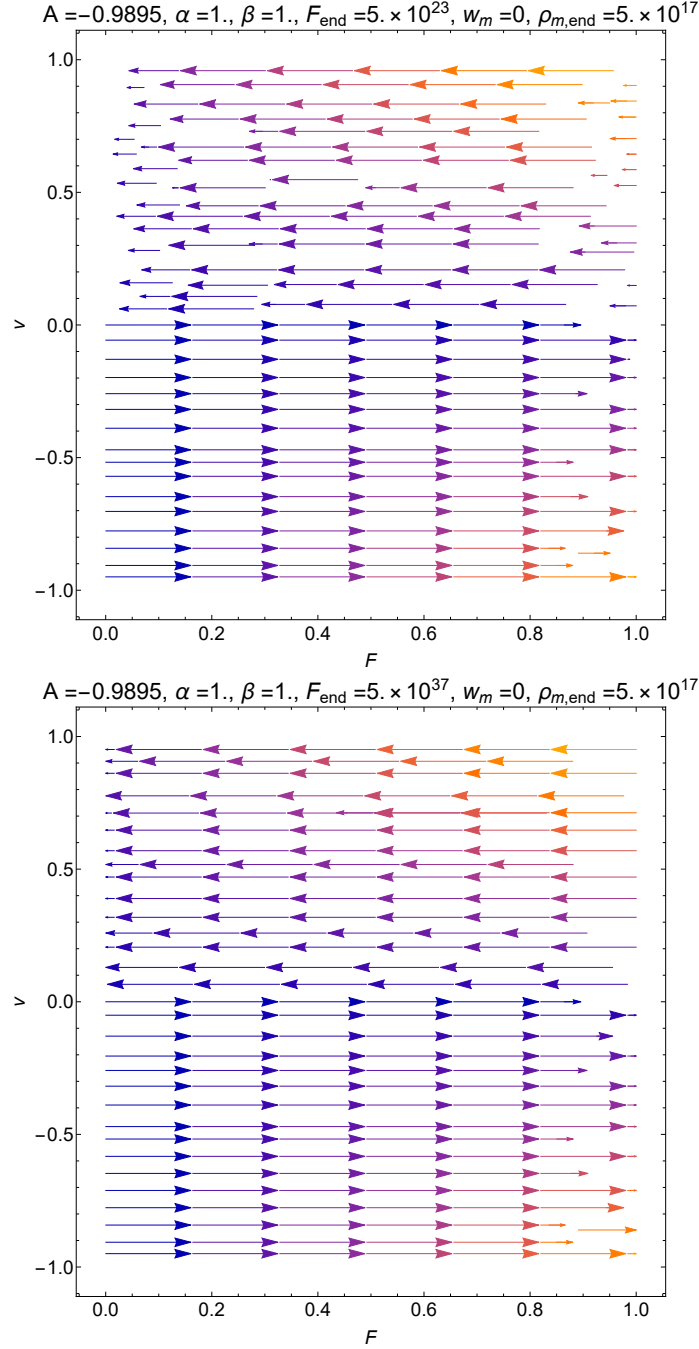 A =−0.9895, α =1., β =1., F_end =5.×10^23, w_m =0, ρ_m,end =5.×10^17
1.0
0.5
v
0.0
−0.5
−1.0
0.0 0.2 0.4 0.6 0.8 1.0
F
A =−0.9895, α =1., β =1., F_end =5.×10^37, w_m =0, ρ_m,end =5.×10^17
1.0
0.5
v
0.0
−0.5
−1.0
0.0 0.2 0.4 0.6 0.8 1.0
F